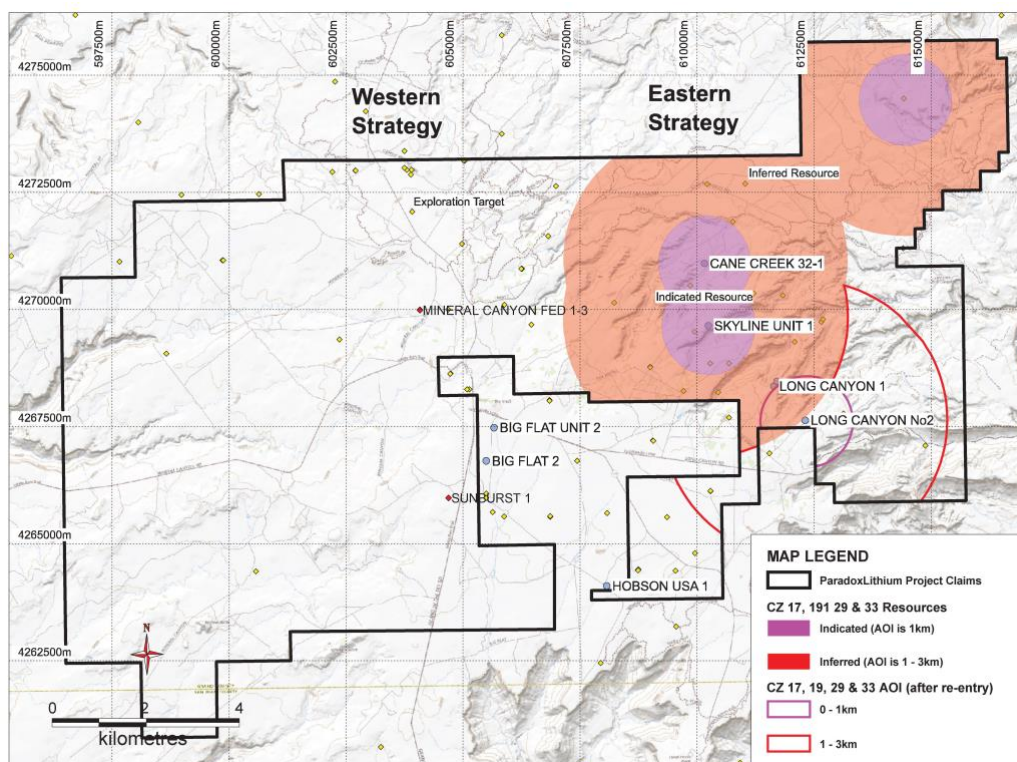 597500m
600000m
602500m
605000m
607500m
610000m
612500m
615000m
4275000m
Western
Strategy
Eastern
Strategy
Inferred Resource
4272500m
Exploration Target
CANE CREEK 32-1
4270000m
Indicated Resource
MINERAL CANYON FED 1-3
SKYLINE UNIT 1
LONG CANYON 1
4267500m
BIG FLAT UNIT 2
LONG CANYON No2
BIG FLAT 2
SUNBURST 1
4265000m
HOBSON USA 1
4262500m
N
0 2 4
kilometres
MAP LEGEND
ParadoxLithium Project Claims
CZ 17, 191 29 & 33 Resources
Indicated (AOI is 1km)
Inferred (AOI is 1 - 3km)
CZ 17, 19, 29 & 33 AOI (after re-entry)
0 - 1km
1 - 3km